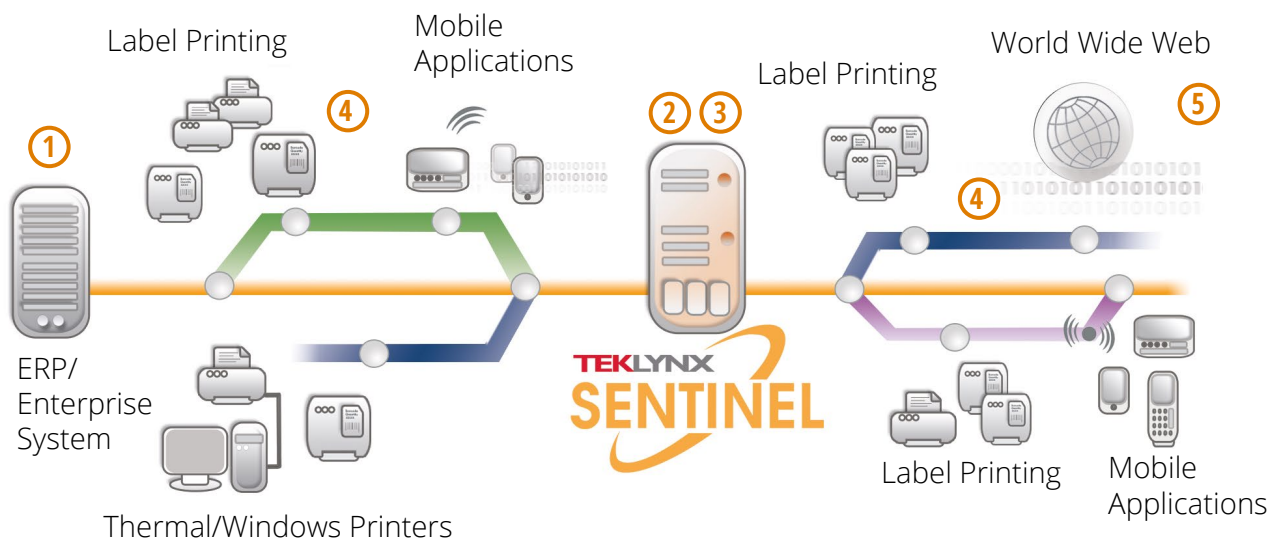 Label Printing
Mobile
Applications
World Wide Web
Label Printing
1
4
2
3
5
4
ERP/
Enterprise
System
TEKLYNX
SENTINEL
Label Printing
Mobile
Applications
Thermal/Windows Printers